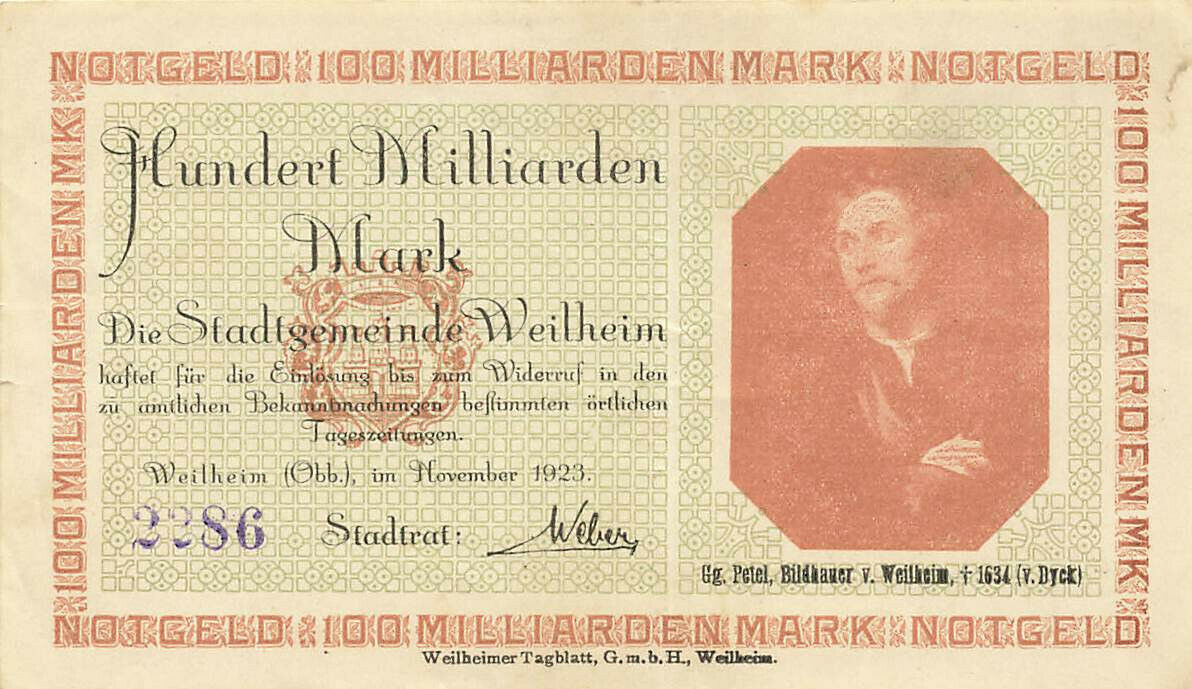 NOTGELD 100 MILLIARDEN MARK NOTGELD
100 MILLIARDEN MK
Hundert Milliarden
Mark
Die Stadtgemeinde Weilheim
haftet für die Einlösung bis zum Widerruf in den
zu amtlichen Bekanntmachungen bestimmten örtlichen
Tageszeitungen.
Weilheim (Obb.), im November 1923.
2286 Stadtrat: Weber
Gg. Petel, Bildhauer v. Weilheim, † 1634 (v. Dyck)
100 MILLIARDEN MK
NOTGELD 100 MILLIARDEN MARK NOTGELD
Weilheimer Tagblatt, G. m. b. H., Weilheim.